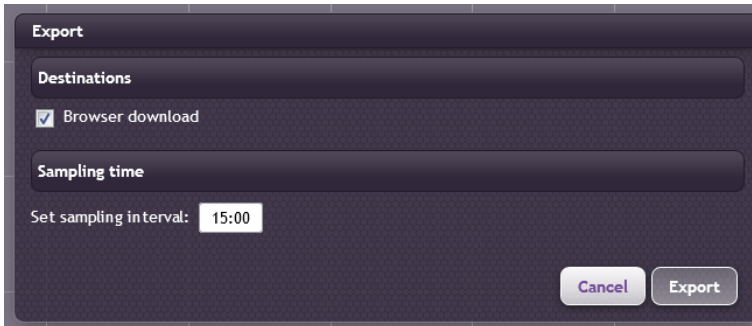 Export
Destinations
Browser download
Sampling time
Set sampling interval: 15:00
Cancel Export